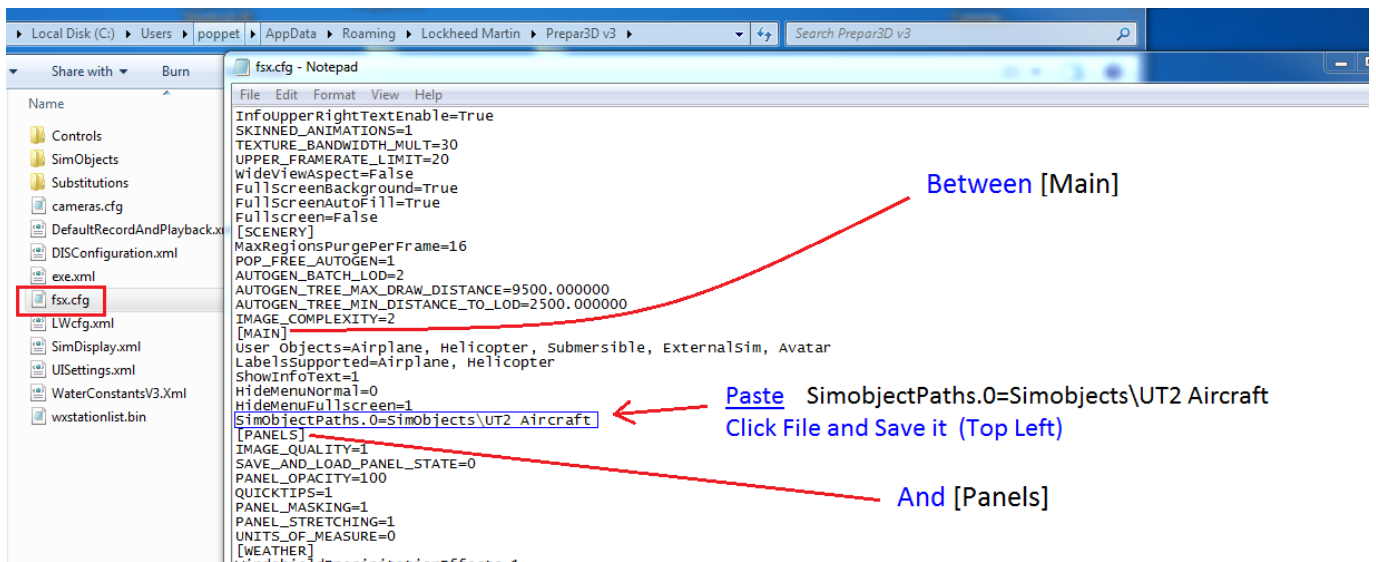 Local Disk (C:) ▸ Users ▸ poppet ▸ AppData ▸ Roaming ▸ Lockheed Martin ▸ Prepar3D v3 ▸
Search Prepar3D v3
Share with
Burn
fsx.cfg - Notepad
File Edit Format View Help
Name
Controls
SimObjects
Substitutions
cameras.cfg
DefaultRecordAndPlayback.x
DISConfiguration.xml
exe.xml
fsx.cfg
LWcfg.xml
SimDisplay.xml
UISettings.xml
WaterConstantsV3.Xml
wxstationlist.bin
InfoUpperRightTextEnable=True
SKINNED_ANIMATIONS=1
TEXTURE_BANDWIDTH_MULT=30
UPPER_FRAMERATE_LIMIT=20
WideViewAspect=False
FullScreenBackground=True
FullScreenAutoFill=True
Fullscreen=False
[SCENERY]
MaxRegionsPurgePerFrame=16
POP_FREE_AUTOGEN=1
AUTOGEN_BATCH_LOD=2
AUTOGEN_TREE_MAX_DRAW_DISTANCE=9500.000000
AUTOGEN_TREE_MIN_DISTANCE_TO_LOD=2500.000000
IMAGE_COMPLEXITY=2
[MAIN]
User Objects=Airplane, Helicopter, Submersible, ExternalSim, Avatar
LabelsSupported=Airplane, Helicopter
ShowInfoText=1
HideMenuNormal=0
HideMenuFullscreen=1
SimObjectPaths.0=SimObjects\UT2 Aircraft
[PANELS]
IMAGE_QUALITY=1
SAVE_AND_LOAD_PANEL_STATE=0
PANEL_OPACITY=100
QUICKTIPS=1
PANEL_MASKING=1
PANEL_STRETCHING=1
UNITS_OF_MEASURE=0
[WEATHER]
Between [Main]
Paste SimobjectPaths.0=Simobjects\UT2 Aircraft
Click File and Save it (Top Left)
And [Panels]